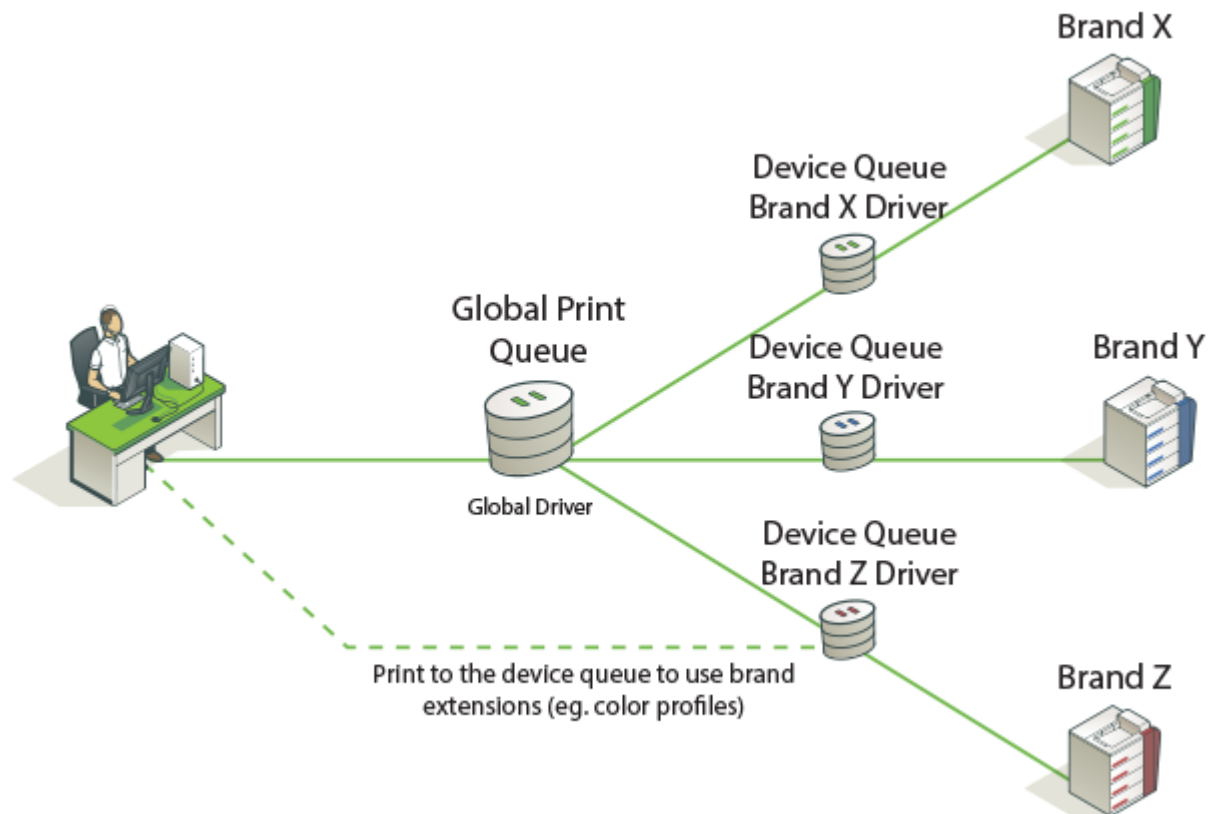 Brand X
Device Queue
Brand X Driver
Global Print
Queue
Global Driver
Device Queue
Brand Y Driver
Brand Y
Device Queue
Brand Z Driver
Print to the device queue to use brand
extensions (eg. color profiles)
Brand Z